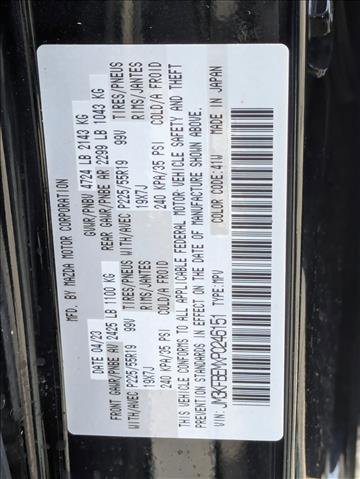 MFD. BY MAZDA MOTOR CORPORATION
GVWR/PNBV 4724 LB 2143 KG
DATE 04/23
FRONT GAWR/PNBE AV 2425 LB 1100 KG
REAR GAWR/PNBE AR 2299 LB 1043 KG
WITH/AVEC P225/55R19 99V TIRES/PNEUS
WITH/AVEC P225/55R19 99V TIRES/PNEUS
19X7J RIMS/JANTES
19X7J RIMS/JANTES
240 KPA/35 PSI COLD/A FROID
240 KPA/35 PSI COLD/A FROID
THIS VEHICLE CONFORMS TO ALL APPLICABLE FEDERAL MOTOR VEHICLE SAFETY AND THEFT
PREVENTION STANDARDS IN EFFECT ON THE DATE OF MANUFACTURE SHOWN ABOVE.
MADE IN JAPAN
VIN: TYPE: MPV COLOR CODE: 41W